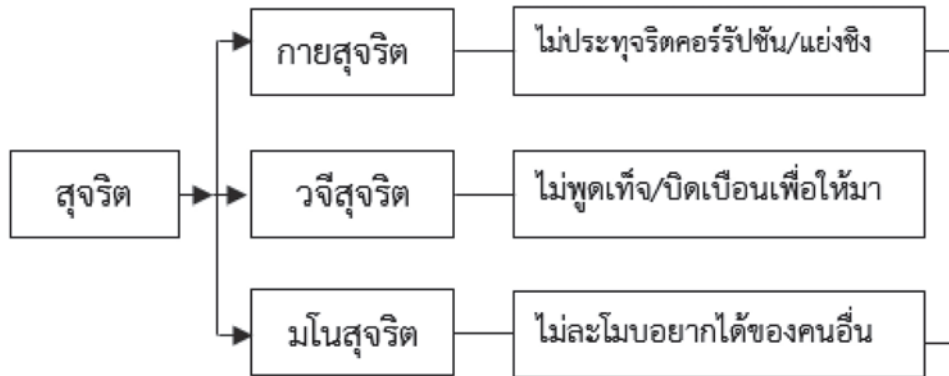 กายสุจริต
ไม่ประทุจริตคอร์รัปชัน/แย่งชิง
สุจริต
วจีสุจริต
ไม่พูดเท็จ/บิดเบือนเพื่อให้มา
มโนสุจริต
ไม่ละโมบอยากได้ของคนอื่น